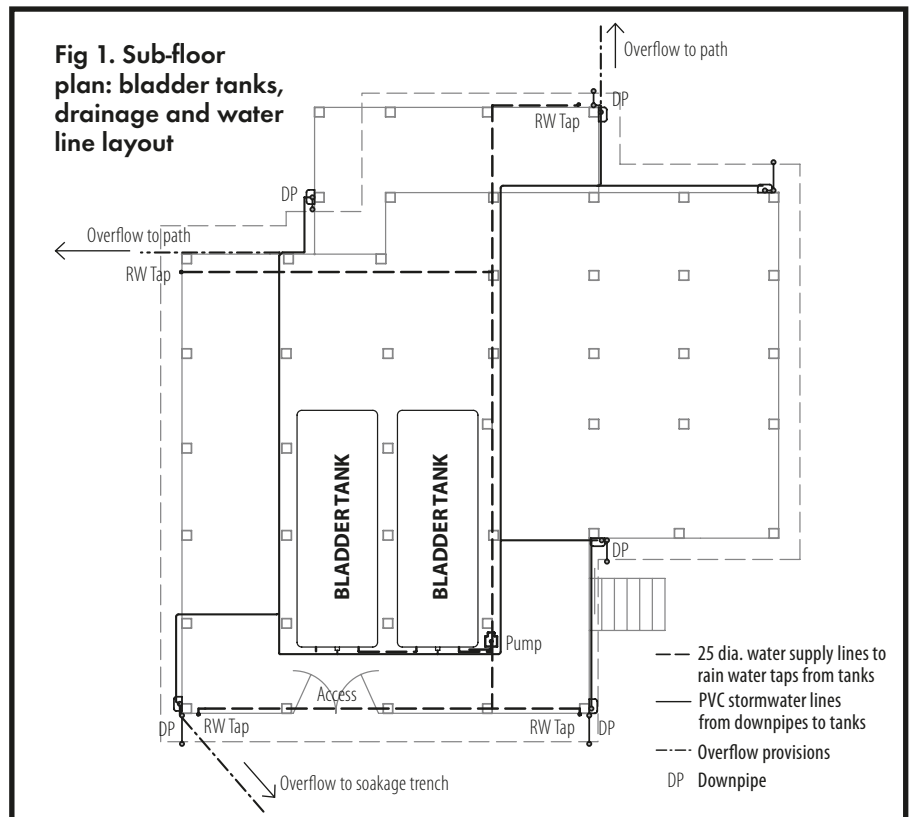 Fig 1. Sub-floor
plan: bladder tanks,
drainage and water
line layout
Overflow to path
DP
RW Tap
DP
Overflow to path
RW Tap
BLADDER TANK
BLADDER TANK
DP
Pump
Access
DP
RW Tap
RW Tap
DP
Overflow to soakage trench
25 dia. water supply lines to
rain water taps from tanks
PVC stormwater lines
from downpipes to tanks
Overflow provisions
DP Downpipe